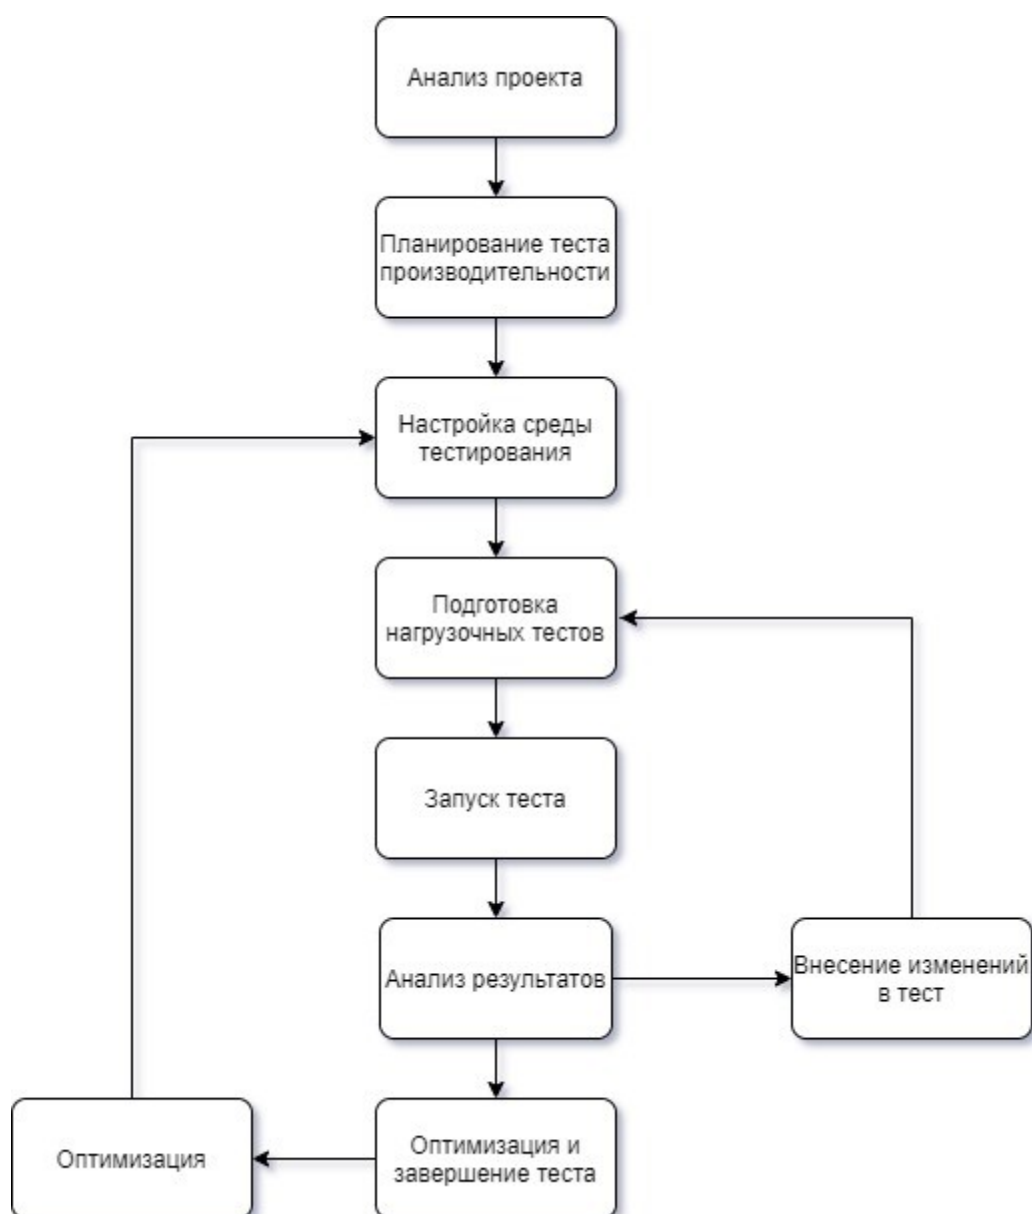 Анализ проекта
Планирование теста
производительности
Настройка среды
тестирования
Подготовка
нагрузочных тестов
Запуск теста
Анализ результатов
Внесение изменений
в тест
Оптимизация
Оптимизация и
завершение теста